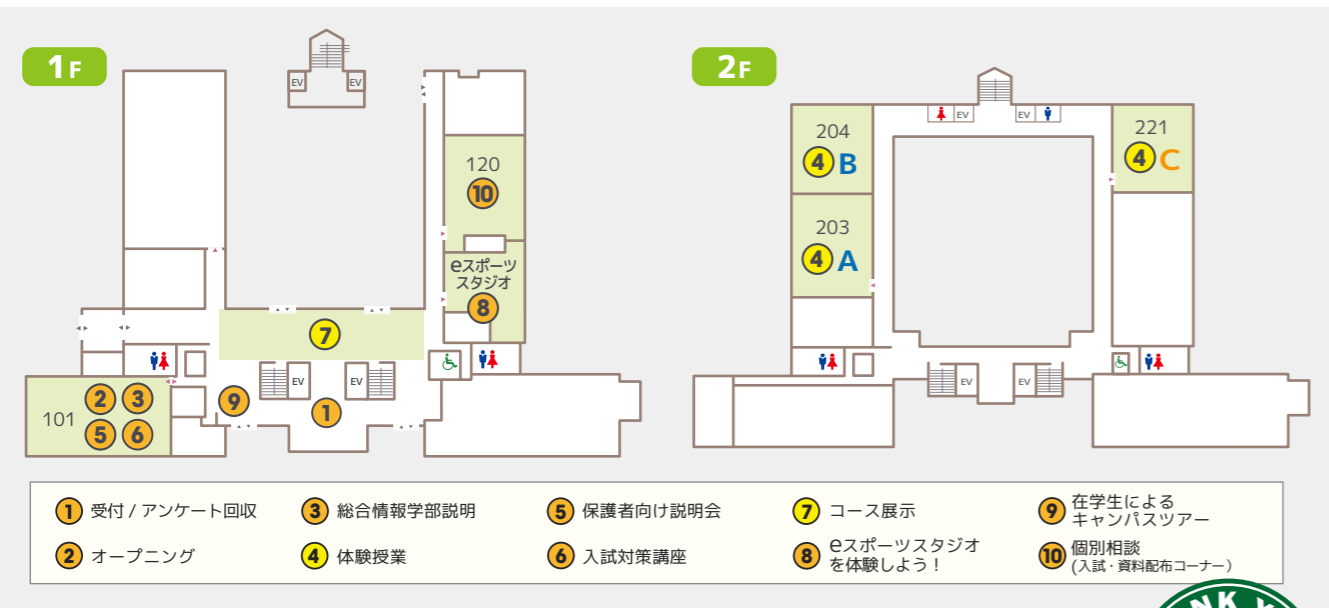 1F
EV EV
120
10
eスポーツ
スタジオ
8
7
EV EV
101
2 3
5 6
9
1
2F
EV EV
204
4 B
221
4 C
203
4 A
EV EV
1 受付 / アンケート回収
2 オープニング
3 総合情報学部説明
4 体験授業
5 保護者向け説明会
6 入試対策講座
7 コース展示
8 eスポーツスタジオ
を体験しよう！
9 在学生による
キャンパスツアー
10 個別相談
(入試・資料配布コーナー)